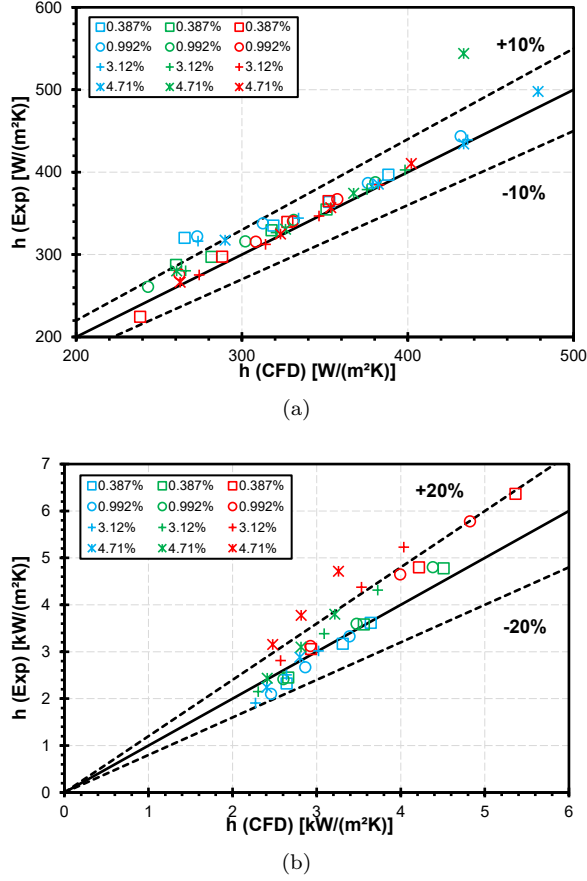 600
500
400
300
200
200
300
400
500
h (Exp) [W/(m²K)]
h (CFD) [W/(m²K)]
0.387% 0.387% 0.387%
0.992% 0.992% 0.992%
3.12% 3.12% 3.12%
4.71% 4.71% 4.71%
+10%
-10%
(a)
7
6
5
4
3
2
1
0
0
1
2
3
4
5
6
h (Exp) [kW/(m²K)]
h (CFD) [kW/(m²K)]
0.387% 0.387% 0.387%
0.992% 0.992% 0.992%
3.12% 3.12% 3.12%
4.71% 4.71% 4.71%
+20%
-20%
(b)